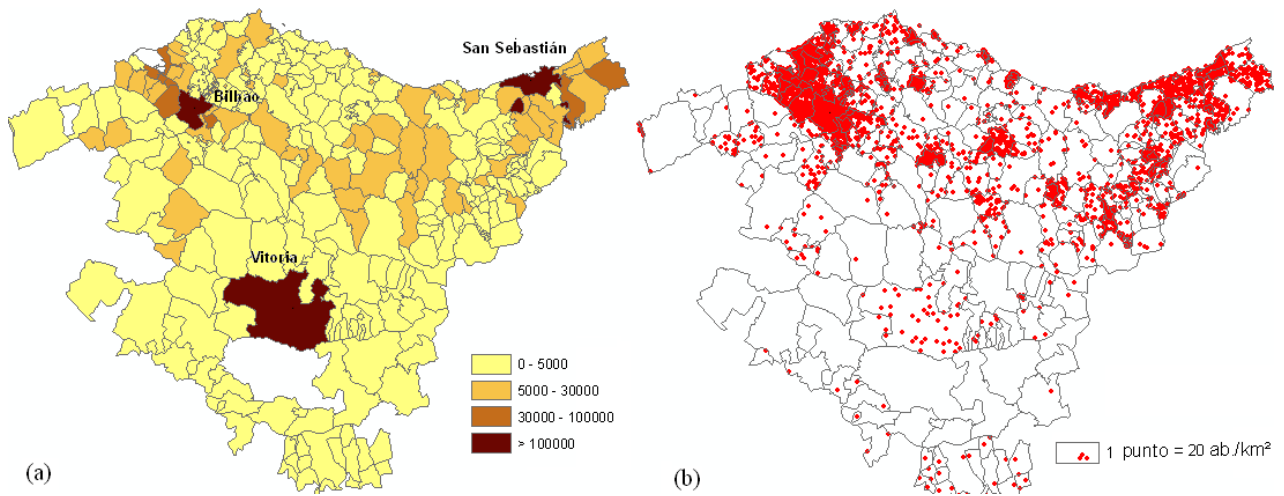 San Sebastián
Bilbao
Vitoria
0 - 5000
5000 - 30000
30000 - 100000
> 100000
(a)
1 punto = 20 ab./km²
(b)